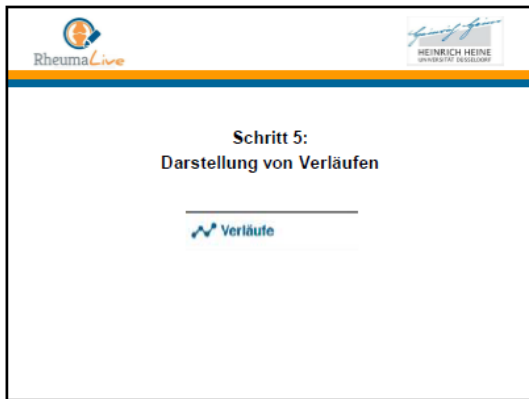 RheumaLive
HEINRICH HEINE
UNIVERSITÄT DÜSSELDORF
Schritt 5:
Darstellung von Verläufen
Verläufe